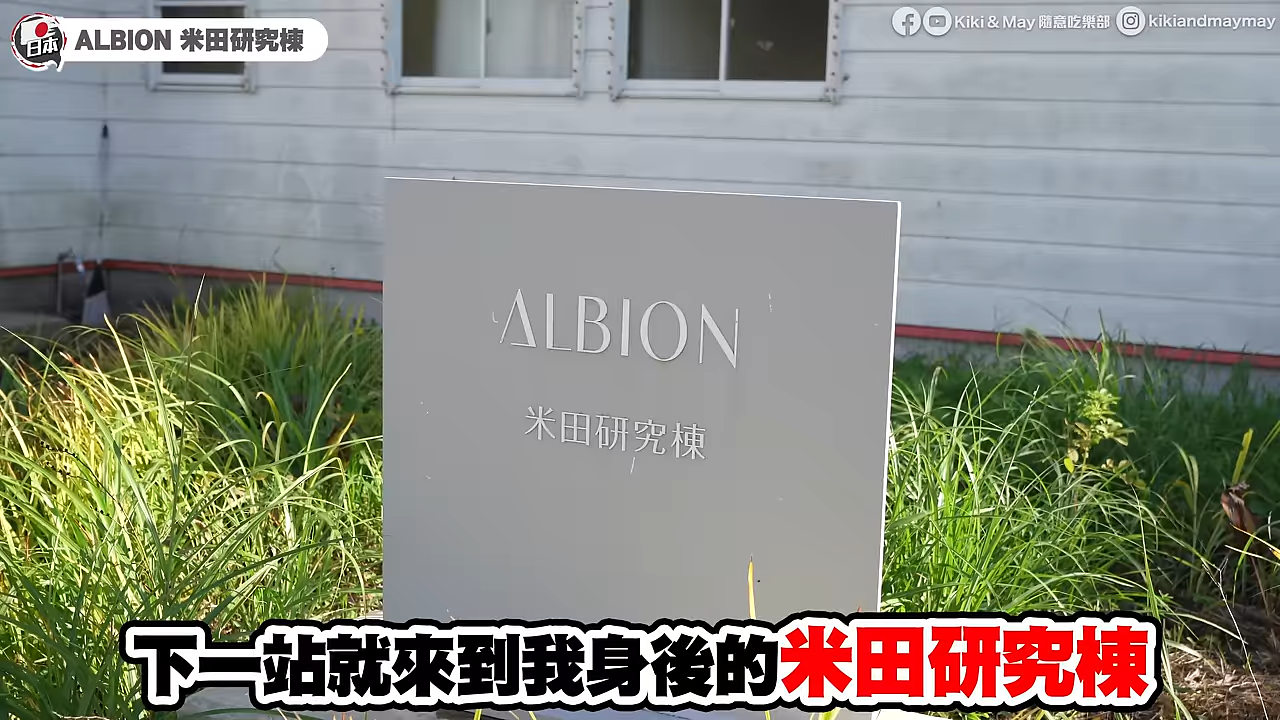 日本
ALBION 米田研究棟
Kiki & May 隨意吃樂部
kikiandmaymay
ALBION
米田研究棟
下一站就來到我身後的米田研究棟